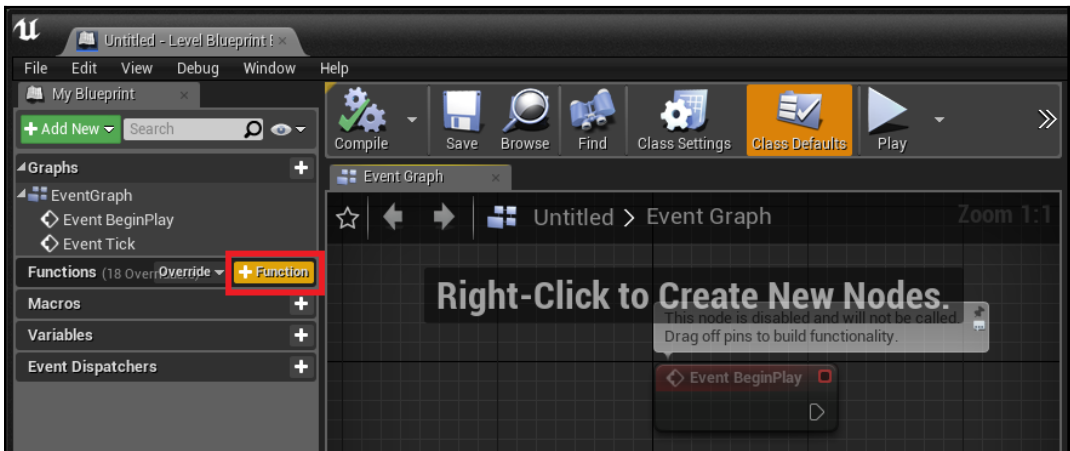 Untitled - Level Blueprint E
File Edit View Debug Window Help
My Blueprint
Add New Search
Compile Save Browse Find Class Settings Class Defaults Play
Graphs
Event Graph
EventGraph
Event BeginPlay
Event Tick
Untitled > Event Graph Zoom 1:1
Functions (18 Override Function
Right-Click to Create New Nodes.
Macros
This node is disabled and will not be called.
Drag off pins to build functionality.
Variables
Event Dispatchers
Event BeginPlay